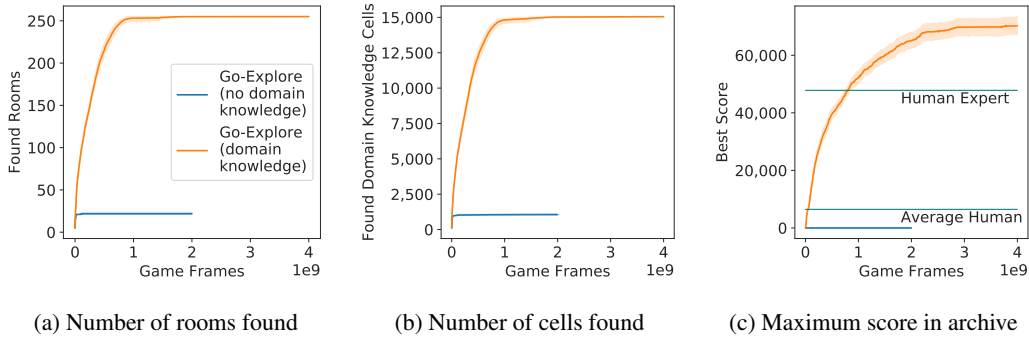 250
200
150
100
50
0
Found Rooms
Go-Explore
(no domain
knowledge)
Go-Explore
(domain
knowledge)
0 1 2 3 4
1e9
Game Frames
(a) Number of rooms found
15,000
12,500
10,000
7,500
5,000
2,500
0
Found Domain Knowledge Cells
0 1 2 3 4
1e9
Game Frames
(b) Number of cells found
60,000
40,000
20,000
0
Best Score
Human Expert
Average Human
0 1 2 3 4
1e9
Game Frames
(c) Maximum score in archive